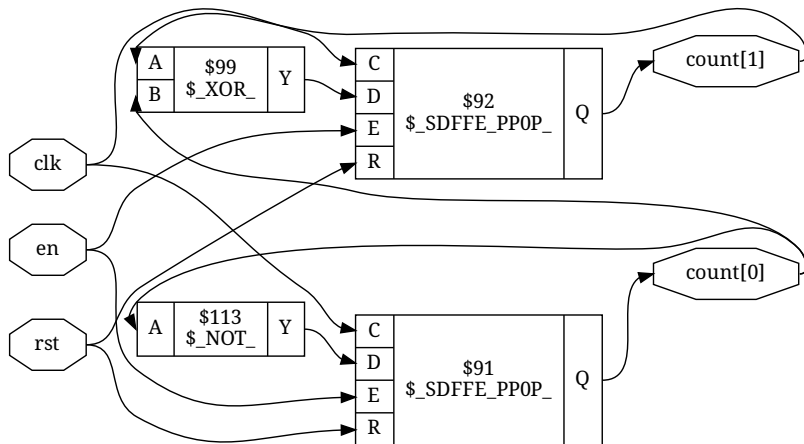 clk
en
rst
A
B
$99
$_XOR_
Y
C
D
E
R
$92
$_SDFFE_PP0P_
Q
count[1]
A
$113
$_NOT_
Y
C
D
E
R
$91
$_SDFFE_PP0P_
Q
count[0]